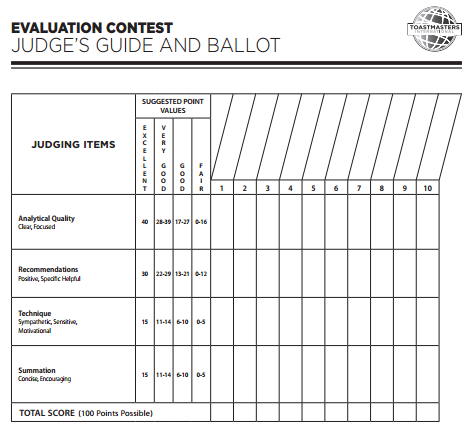 EVALUATION CONTEST
JUDGE'S GUIDE AND BALLOT
TOASTMASTERS
INTERNATIONAL
JUDGING ITEMS
SUGGESTED POINT
VALUES
EXCELLENT
VERY GOOD
GOOD
FAIR
1 2 3 4 5 6 7 8 9 10
Analytical Quality
Clear, Focused
40 28-39 17-27 0-16
Recommendations
Positive, Specific Helpful
30 22-29 13-21 0-12
Technique
Sympathetic, Sensitive,
Motivational
15 11-14 6-10 0-5
Summation
Concise, Encouraging
15 11-14 6-10 0-5
TOTAL SCORE (100 Points Possible)